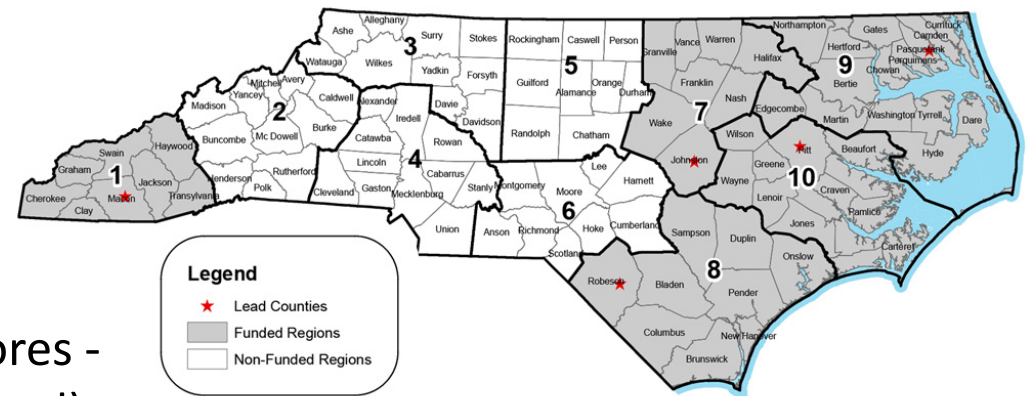 Ashe
Alleghany
Surry
Stokes
Rockingham
Caswell
Person
Granville
Vance
Warren
Northampton
Gates
Currituck
Camden
Watauga
Wilkes
3
Yadkin
Forsyth
Guilford
5
Orange
Durham
Alamance
Franklin
Halifax
Hertford
9
Pasquotank
Perquimans
Chowan
Bertie
Mitchell
Avery
Yancey
Madison
2
Caldwell
Alexander
Iredell
Davie
Davidson
Randolph
Chatham
Wake
7
Nash
Edgecombe
Martin
Washington
Tyrrell
Dare
Buncombe
Mc Dowell
Burke
Catawba
Rowan
Wilson
Pitt
Beaufort
Hyde
Swain
Haywood
Graham
1
Jackson
Henderson
Rutherford
Polk
Lincoln
4
Cabarrus
Cleveland
Gaston
Mecklenburg
Stanly
Montgomery
Moore
Lee
Harnett
Johnston
Greene
Wayne
10
Craven
Lenoir
Pamlico
Cherokee
Macon
Transylvania
Clay
Union
Anson
Richmond
6
Hoke
Cumberland
Scotland
Sampson
Duplin
Jones
Carteret
Onslow
8
Robeson
Bladen
Pender
Columbus
New Hanover
Brunswick
Legend
Lead Counties
Funded Regions
Non-Funded Regions
ores -